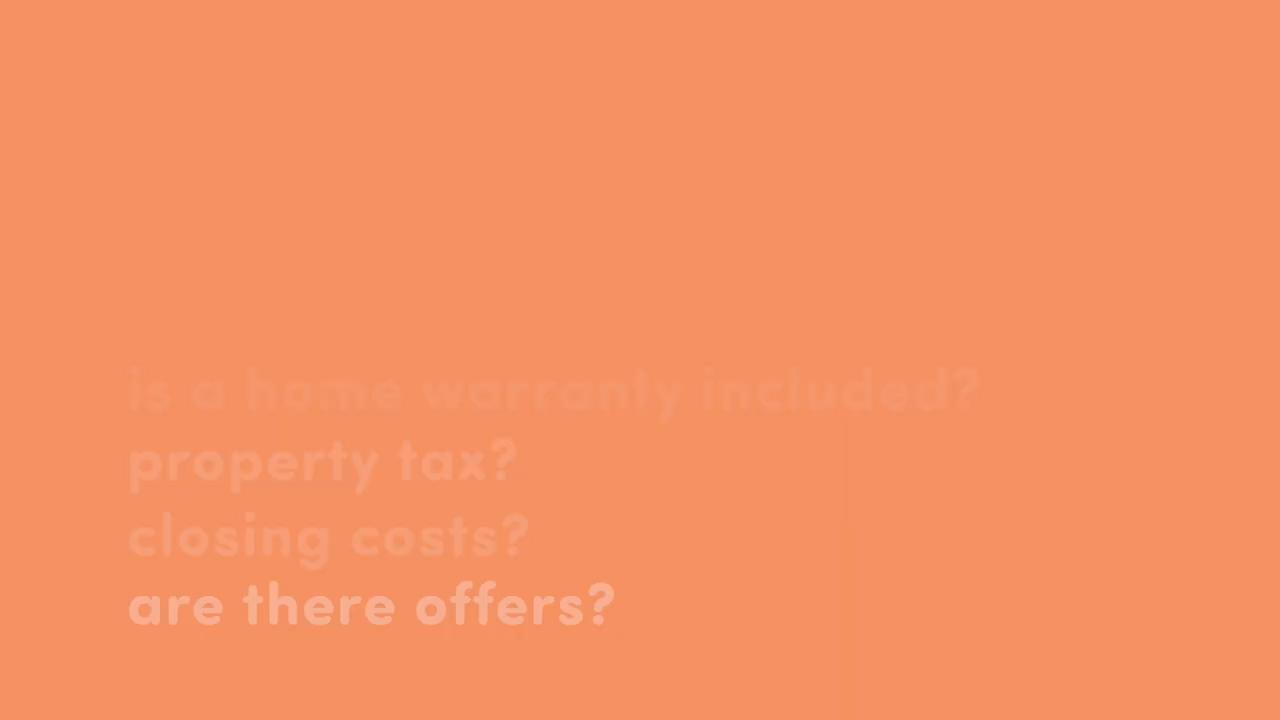 is a home warranty included?
property tax?
closing costs?
are there offers?